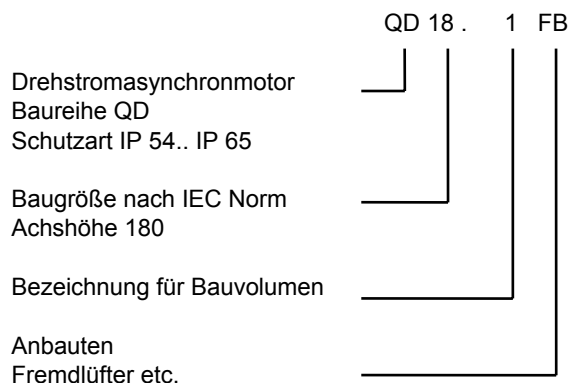 QD 18 . 1 FB
Drehstromasynchronmotor
Baureihe QD
Schutzart IP 54.. IP 65
Baugröße nach IEC Norm
Achshöhe 180
Bezeichnung für Bauvolumen
Anbauten
Fremdlüfter etc.